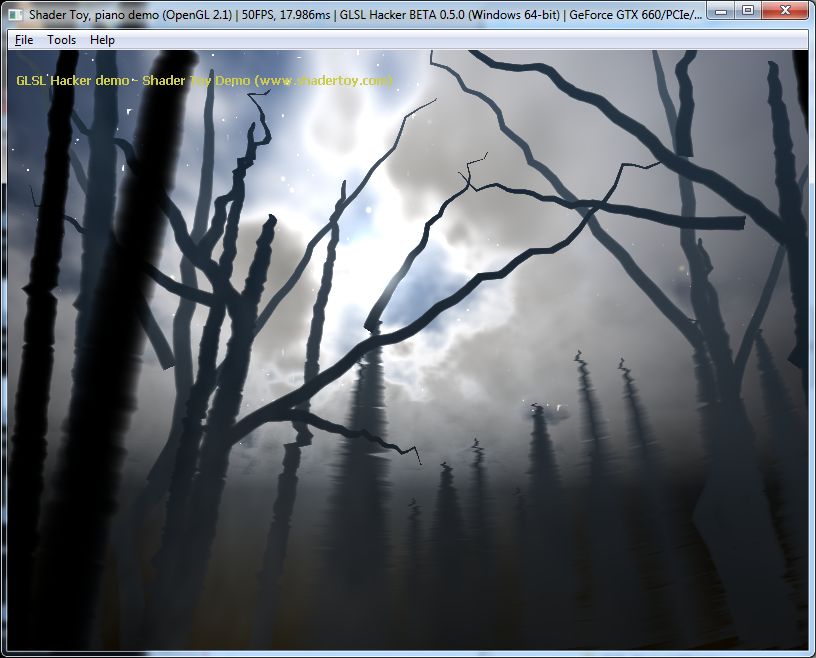 Shader Toy, piano demo (OpenGL 2.1) | 50FPS, 17.986ms | GLSL Hacker BETA 0.5.0 (Windows 64-bit) | GeForce GTX 660/PCIe/...
File Tools Help
GLSL Hacker demo - Shader Toy Demo (www.shadertoy.com)